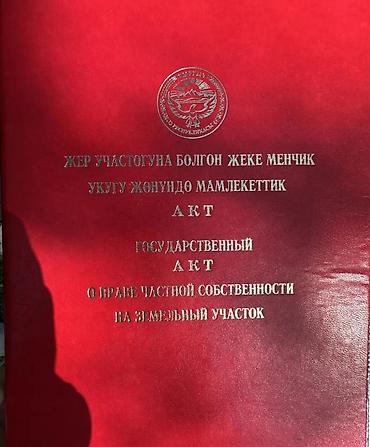 ЖЕР УЧАСТОГУНА БОЛГОН ЖЕКЕ МЕНЧИК
УКУГУ ЖӨНҮНДӨ МАМЛЕКЕТТИК
АКТ
ГОСУДАРСТВЕННЫЙ
АКТ
О ПРАВЕ ЧАСТНОЙ СОБСТВЕННОСТИ
НА ЗЕМЕЛЬНЫЙ УЧАСТОК